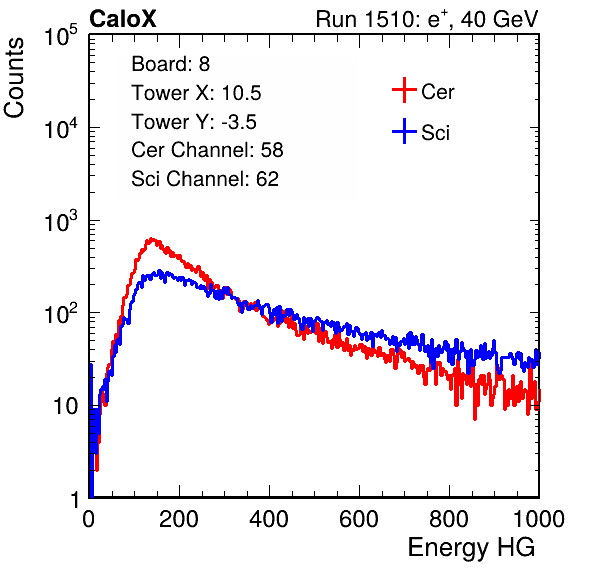 CaloX Run 1510: e+, 40 GeV
Counts
10^5
10^4
10^3
10^2
10
1
Board: 8
Tower X: 10.5
Tower Y: -3.5
Cer Channel: 58
Sci Channel: 62
Cer
Sci
0 200 400 600 800 1000
Energy HG